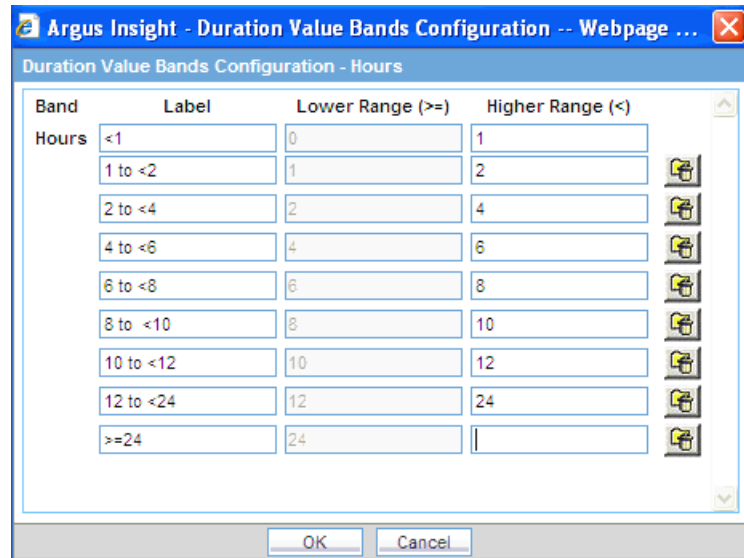 Argus Insight - Duration Value Bands Configuration -- Webpage ...
Duration Value Bands Configuration - Hours
Band Label Lower Range (>=) Higher Range (<)
Hours <1 0 1
1 to <2 1 2
2 to <4 2 4
4 to <6 4 6
6 to <8 6 8
8 to  <10 8 10
10 to <12 10 12
12 to <24 12 24
>=24 24
OK Cancel